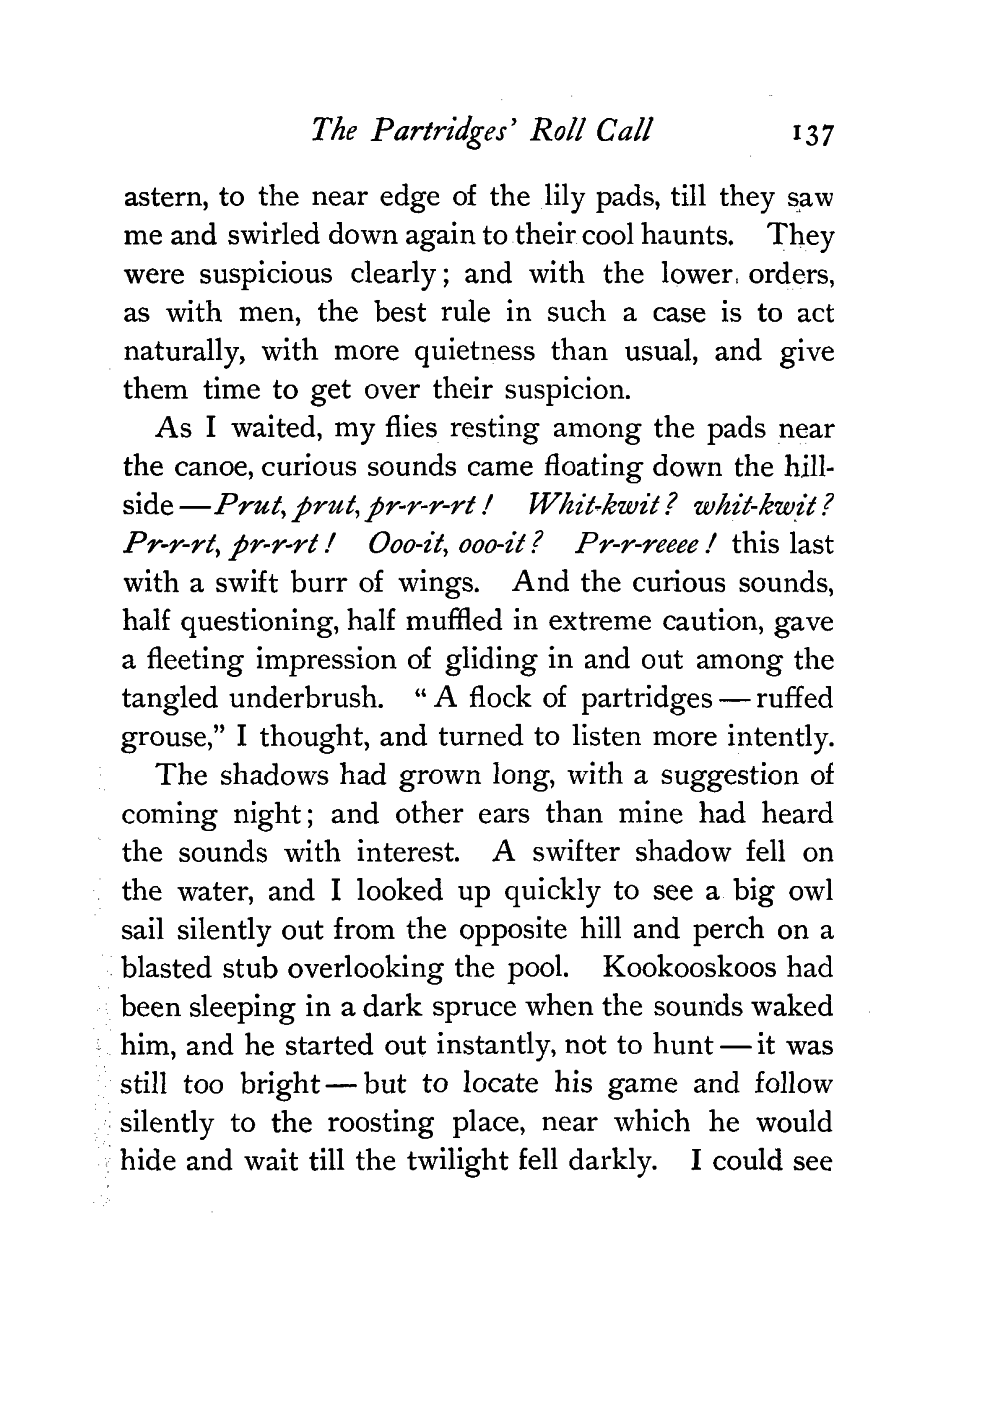 The Partridges' Roll Call 137
astern, to the near edge of the lily pads, till they saw
me and swirled down again to their cool haunts. They
were suspicious clearly; and with the lower orders,
as with men, the best rule in such a case is to act
naturally, with more quietness than usual, and give
them time to get over their suspicion.
As I waited, my flies resting among the pads near
the canoe, curious sounds came floating down the hill-
side — Prut, prut, pr-r-r-rt! Whit-kwit? whit-kwit?
Pr-r-rt, pr-r-rt! Ooo-it, ooo-it? Pr-r-reeee! this last
with a swift burr of wings. And the curious sounds,
half questioning, half muffled in extreme caution, gave
a fleeting impression of gliding in and out among the
tangled underbrush. "A flock of partridges — ruffed
grouse," I thought, and turned to listen more intently.
The shadows had grown long, with a suggestion of
coming night; and other ears than mine had heard
the sounds with interest. A swifter shadow fell on
the water, and I looked up quickly to see a big owl
sail silently out from the opposite hill and perch on a
blasted stub overlooking the pool. Kookooskoos had
been sleeping in a dark spruce when the sounds waked
him, and he started out instantly, not to hunt — it was
still too bright — but to locate his game and follow
silently to the roosting place, near which he would
hide and wait till the twilight fell darkly. I could see